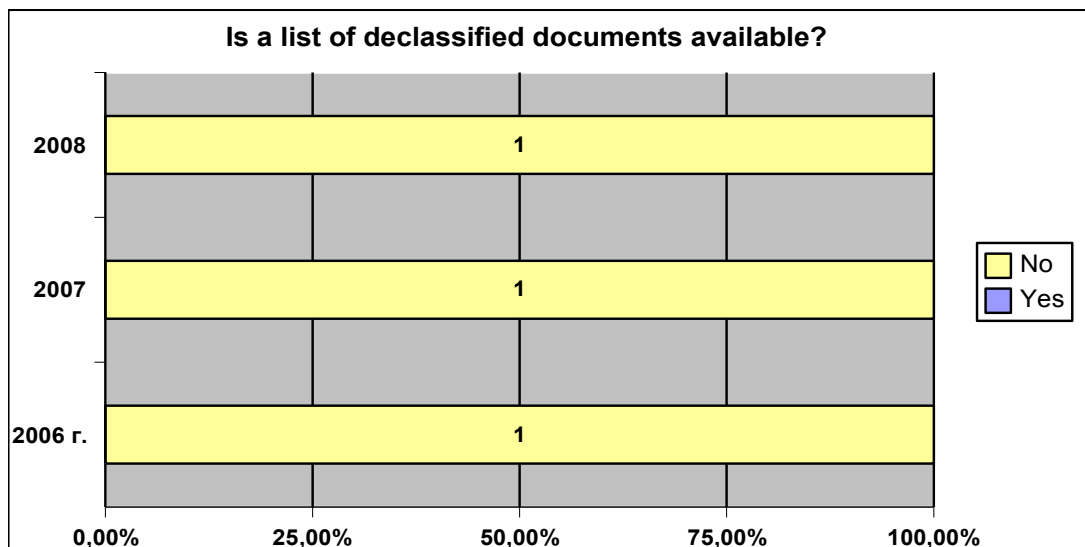 Is a list of declassified documents available?
2008
1
2007
1
2006 г.
1
0,00% 25,00% 50,00% 75,00% 100,00%
No
Yes